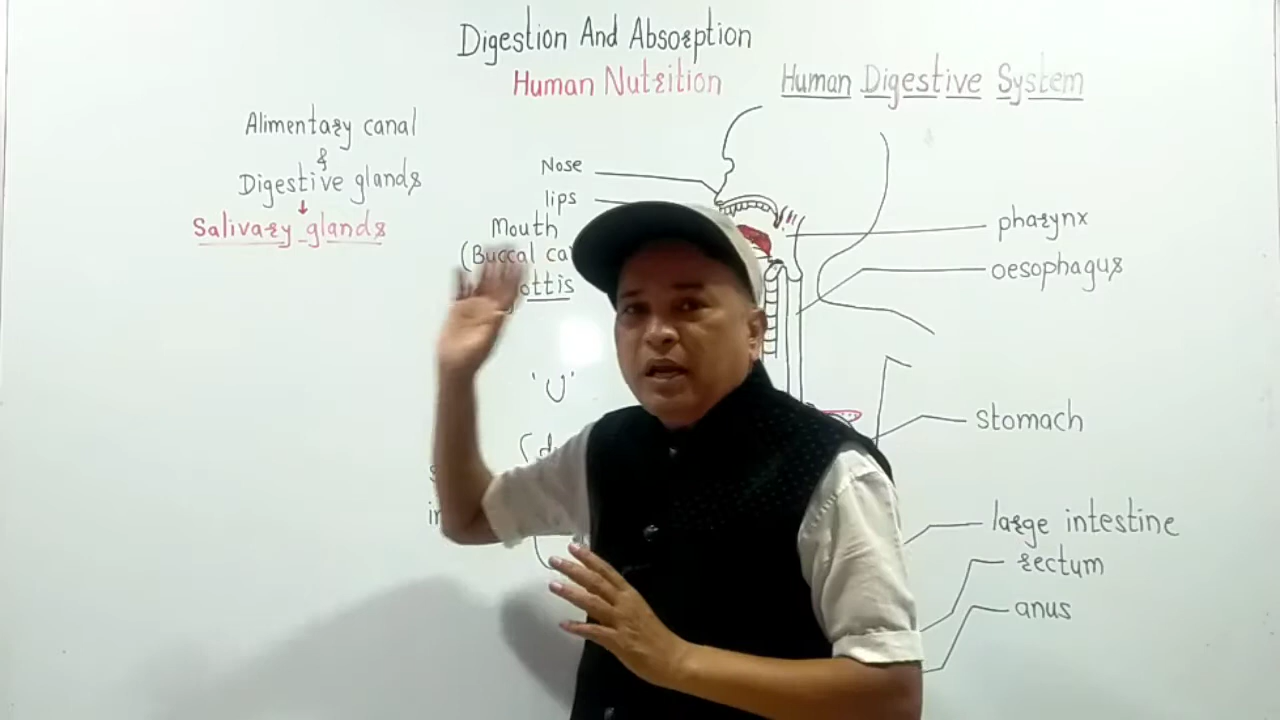 Digestion And Absorption
Human Nutrition
Human Digestive System
Alimentary canal
&
Digestive glands
Salivary glands
Nose
lips
Mouth
(Buccal
'U'
pharynx
oesophagus
stomach
large intestine
rectum
anus